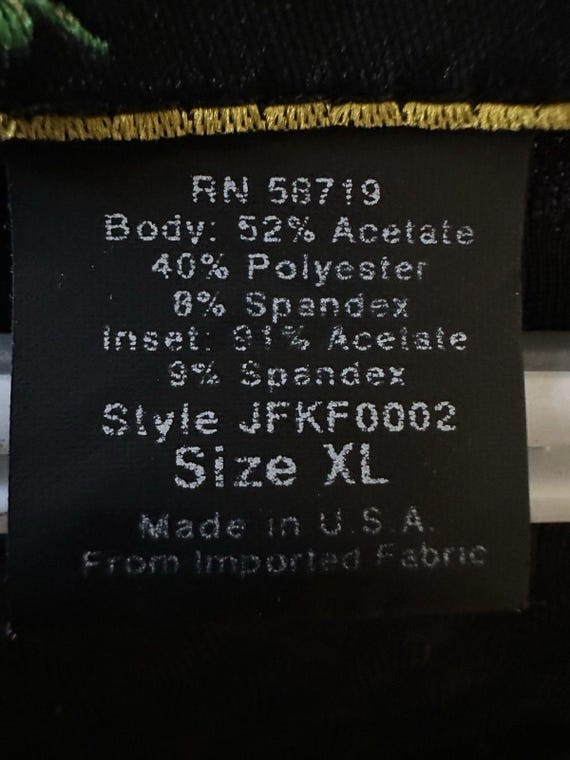 RN 58719
Body: 52% Acetate
40% Polyester
8% Spandex
Inset: 91% Acetate
9% Spandex
Style JFKF0002
Size XL
Made in U.S.A.
From Imported Fabric